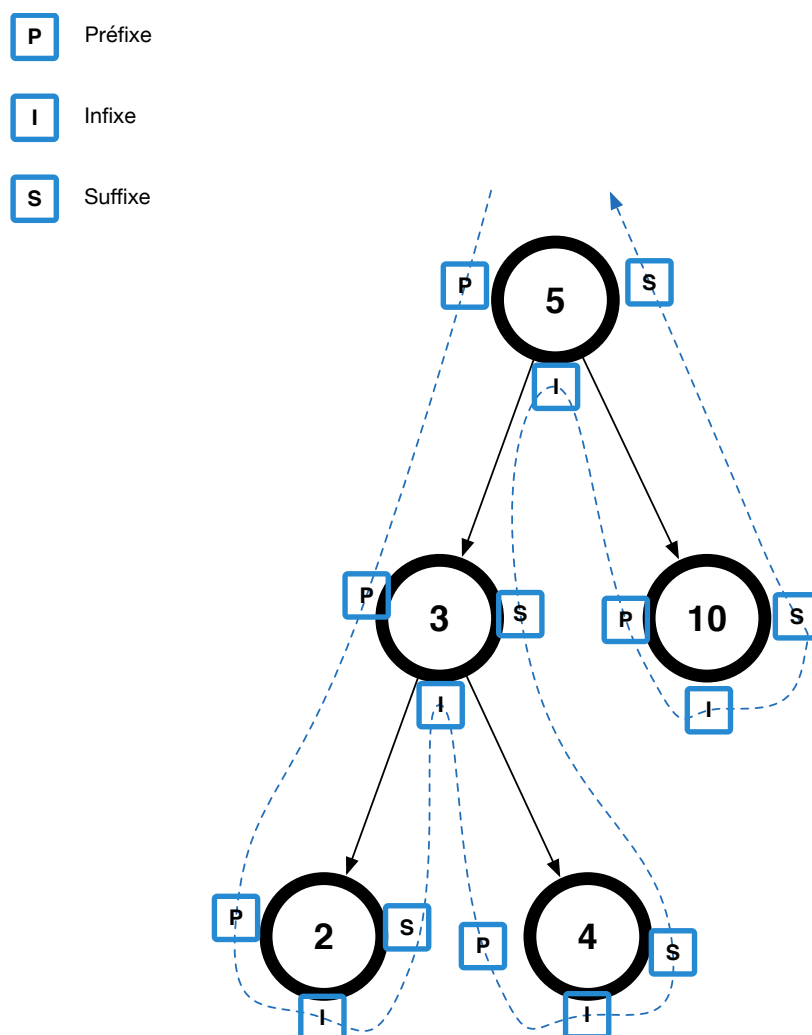 P Préfixe
I Infixe
S Suffixe
P 5 S
I
P 3 S P 10 S
I I
P 2 S P 4 S
I I